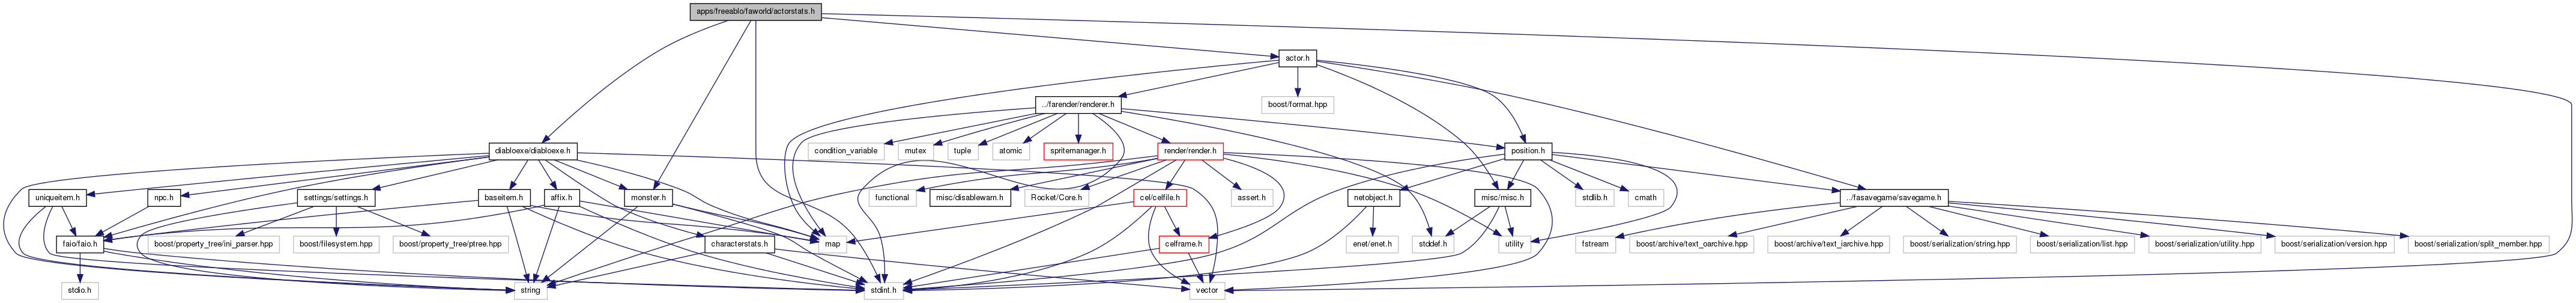 apps/freeablo/faworld/actorstats.h
actor.h
../farender/renderer.h
boost/format.hpp
diabloexe/diabloexe.h
condition_variable
mutex
tuple
atomic
spritemanager.h
render/render.h
position.h
uniqueitem.h
npc.h
settings/settings.h
baseitem.h
affix.h
monster.h
functional
misc/disablewarn.h
Rocket/Core.h
cel/celfile.h
assert.h
netobject.h
misc/misc.h
stdlib.h
cmath
../fasavegame/savegame.h
faio/faio.h
boost/property_tree/ini_parser.hpp
boost/filesystem.hpp
boost/property_tree/ptree.hpp
characterstats.h
map
celframe.h
enet/enet.h
stddef.h
utility
fstream
boost/archive/text_oarchive.hpp
boost/archive/text_iarchive.hpp
boost/serialization/string.hpp
boost/serialization/list.hpp
boost/serialization/utility.hpp
boost/serialization/version.hpp
boost/serialization/split_member.hpp
stdio.h
string
stdint.h
vector